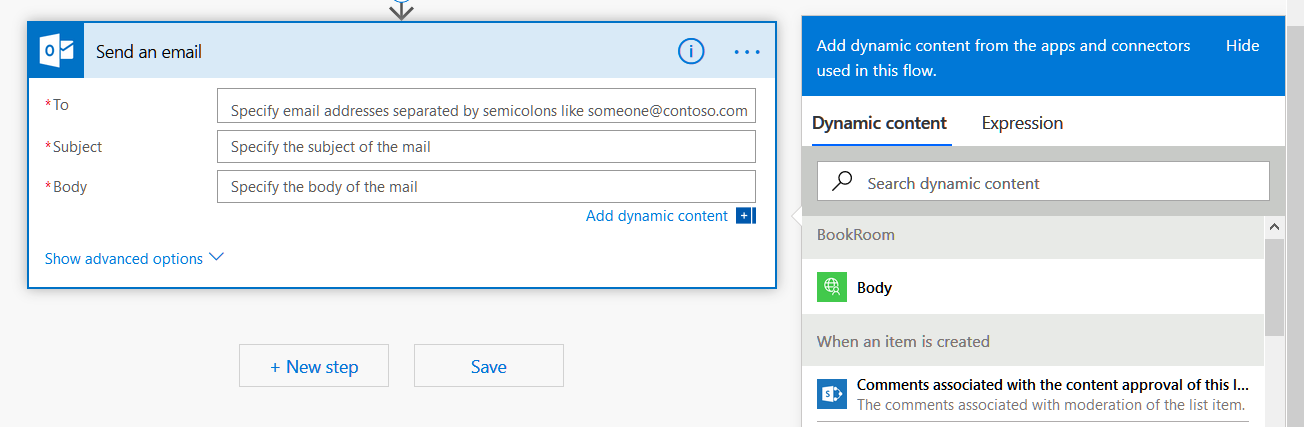 Send an email
*To
Specify email addresses separated by semicolons like someone@contoso.com
*Subject
Specify the subject of the mail
*Body
Specify the body of the mail
Add dynamic content
Show advanced options
+ New step
Save
Add dynamic content from the apps and connectors
used in this flow.
Hide
Dynamic content
Expression
Search dynamic content
BookRoom
Body
When an item is created
Comments associated with the content approval of this l...
The comments associated with moderation of the list item.